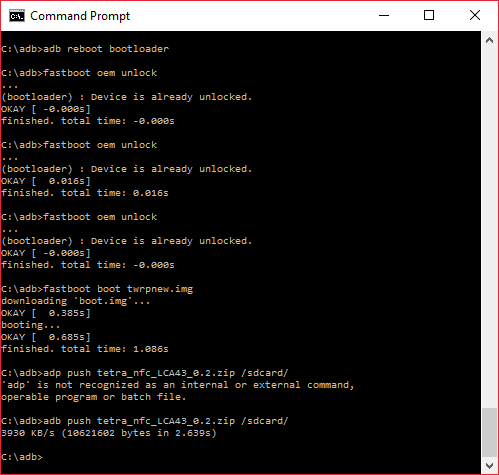 Command Prompt
C:\adb>adb reboot bootloader
C:\adb>fastboot oem unlock
...
(bootloader) : Device is already unlocked.
OKAY [ -0.000s]
finished. total time: -0.000s
C:\adb>fastboot oem unlock
...
(bootloader) : Device is already unlocked.
OKAY [  0.016s]
finished. total time: 0.016s
C:\adb>fastboot oem unlock
...
(bootloader) : Device is already unlocked.
OKAY [ -0.000s]
finished. total time: -0.000s
C:\adb>fastboot boot twrpnew.img
downloading 'boot.img'...
OKAY [  0.385s]
booting...
OKAY [  0.685s]
finished. total time: 1.086s
C:\adb>adp push tetra_nfc_LCA43_0.2.zip /sdcard/
'adp' is not recognized as an internal or external command,
operable program or batch file.
C:\adb>adb push tetra_nfc_LCA43_0.2.zip /sdcard/
3930 KB/s (10621602 bytes in 2.639s)
C:\adb>